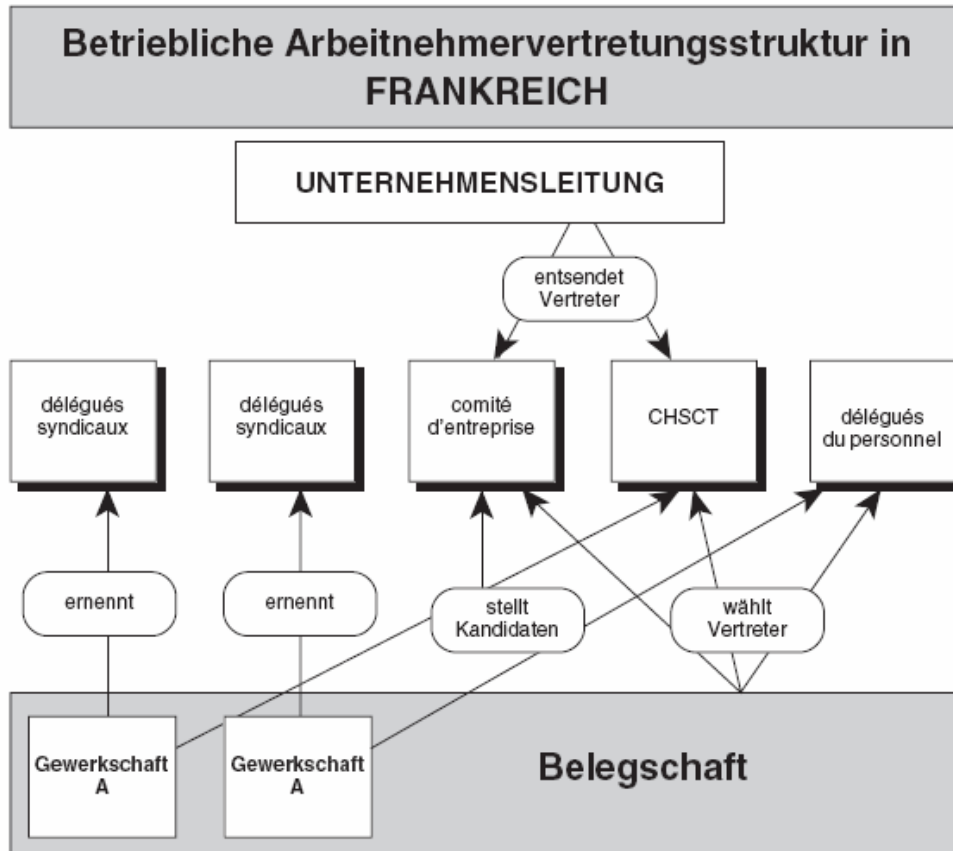 Betriebliche Arbeitnehmervertretungsstruktur in
FRANKREICH
UNTERNEHMENSLEITUNG
entsendet
Vertreter
délégués
syndicaux
délégués
syndicaux
comité
d'entreprise
CHSCT
délégués
du personnel
ernennt
ernennt
stellt
Kandidaten
wählt
Vertreter
Gewerkschaft
A
Gewerkschaft
A
Belegschaft